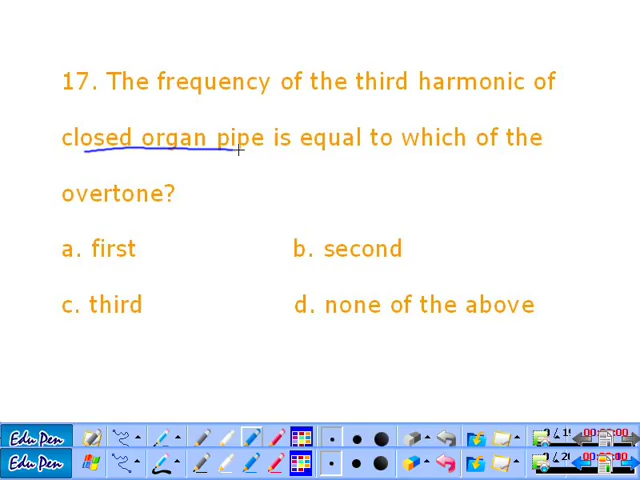 17. The frequency of the third harmonic of
closed organ pipe is equal to which of the
overtone?
a. first b. second
c. third d. none of the above
Edu Pen
Edu Pen